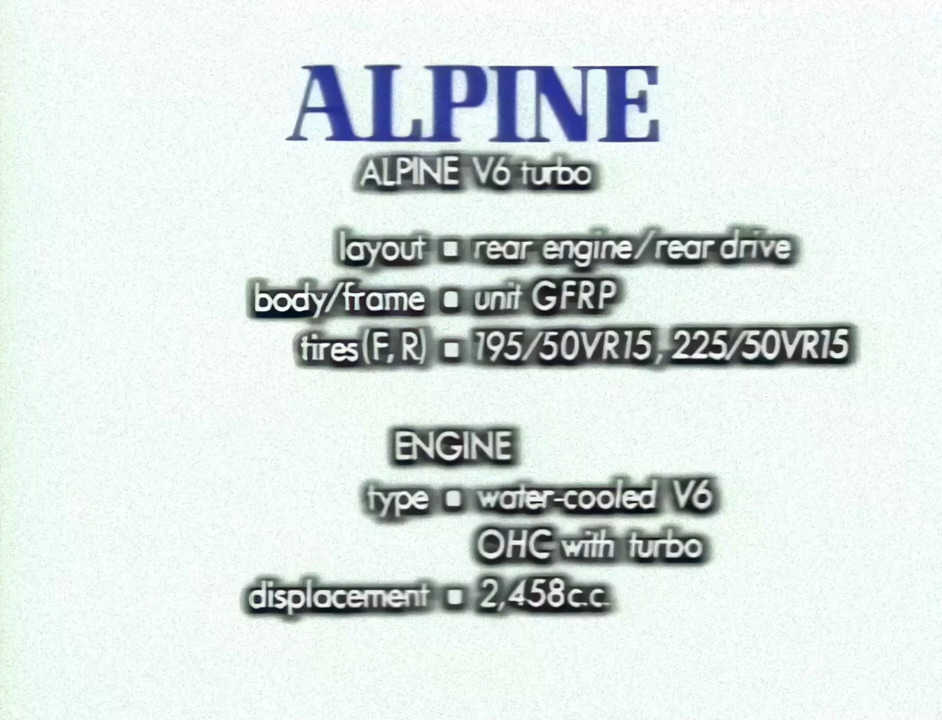 ALPINE
ALPINE V6 turbo
layout ■ rear engine/rear drive
body/frame ■ unit GFRP
tires(F, R) ■ 195/50VR15, 225/50VR15
ENGINE
type ■ water-cooled V6
OHC with turbo
displacement ■ 2,458c.c.